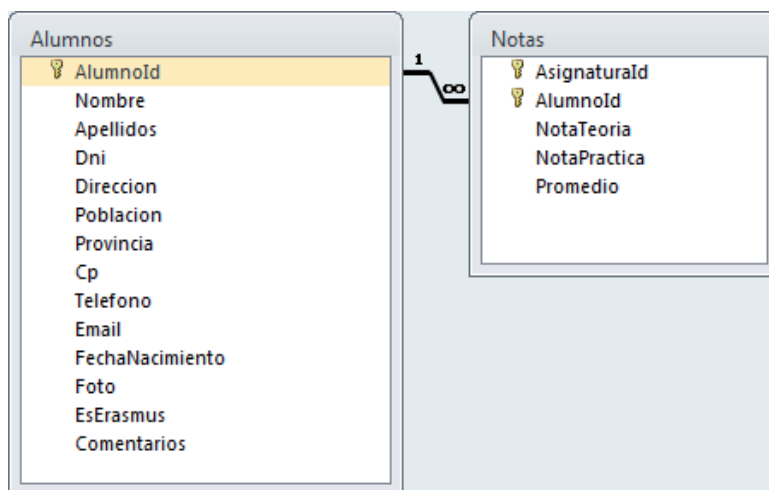 Alumnos
AlumnoId
Nombre
Apellidos
Dni
Direccion
Poblacion
Provincia
Cp
Telefono
Email
FechaNacimiento
Foto
EsErasmus
Comentarios
1
∞
Notas
AsignaturaId
AlumnoId
NotaTeoria
NotaPractica
Promedio